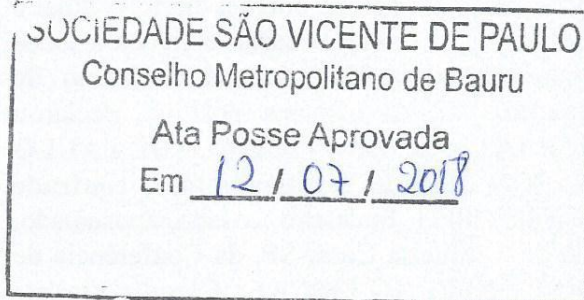 SOCIEDADE SÃO VICENTE DE PAULO
Conselho Metropolitano de Bauru
Ata Posse Aprovada
Em 12 / 07 / 2018